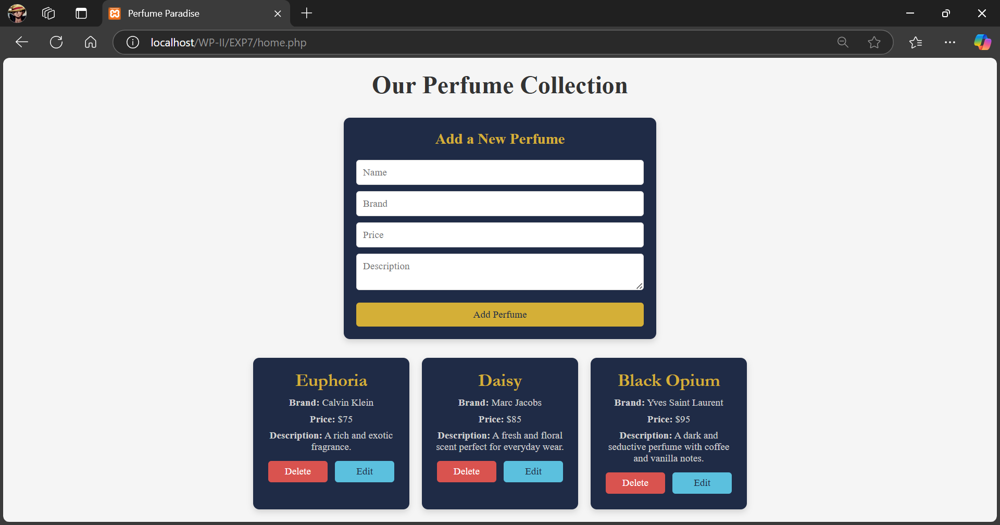 Perfume Paradise
localhost/WP-II/EXP7/home.php
Our Perfume Collection
Add a New Perfume
Name
Brand
Price
Description
Add Perfume
Euphoria
Brand: Calvin Klein
Price: $75
Description: A rich and exotic
fragrance.
Delete
Edit
Daisy
Brand: Marc Jacobs
Price: $85
Description: A fresh and floral
scent perfect for everyday wear.
Delete
Edit
Black Opium
Brand: Yves Saint Laurent
Price: $95
Description: A dark and
seductive perfume with coffee
and vanilla notes.
Delete
Edit